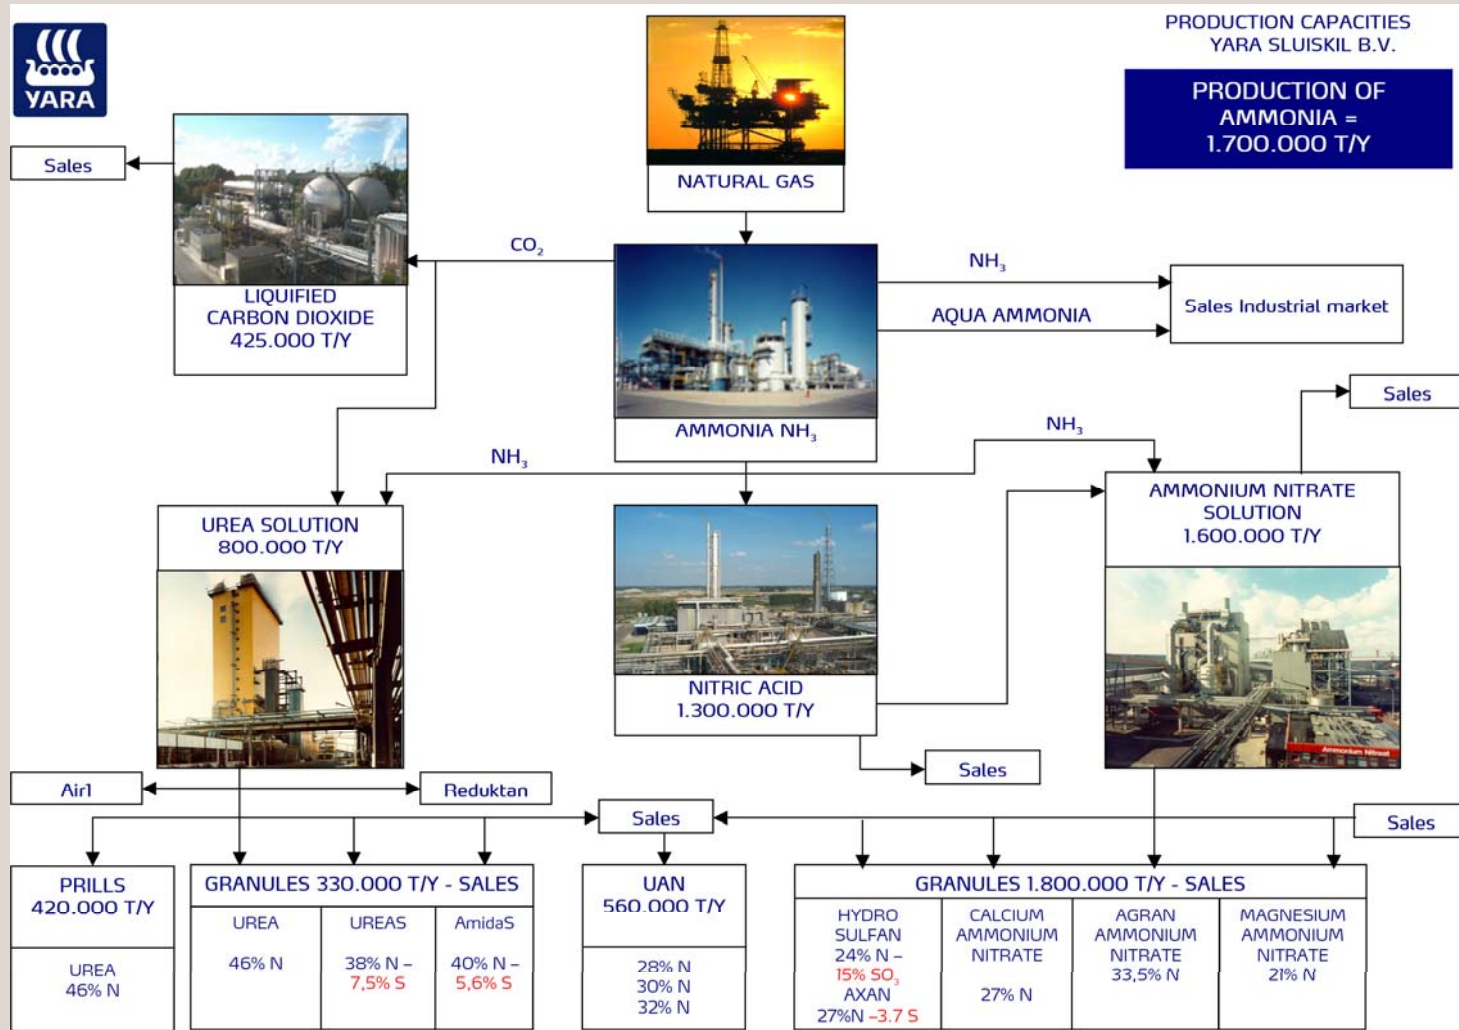 YARA
PRODUCTION CAPACITIES
YARA SLUISKIL B.V.
PRODUCTION OF
AMMONIA =
1.700.000 T/Y
NATURAL GAS
Sales
LIQUIFIED
CARBON DIOXIDE
425.000 T/Y
CO₂
NH₃
AQUA AMMONIA
Sales Industrial market
AMMONIA NH₃
Sales
NH₃
NH₃
UREA SOLUTION
800.000 T/Y
NITRIC ACID
1.300.000 T/Y
AMMONIUM NITRATE
SOLUTION
1.600.000 T/Y
Ammonium Nitraat
Sales
Air1
Reduktan
Sales
Sales
PRILLS
420.000 T/Y
UREA
46% N
GRANULES 330.000 T/Y - SALES
UREA
46% N
UREAS
38% N –
7,5% S
AmidaS
40% N –
5,6% S
UAN
560.000 T/Y
28% N
30% N
32% N
GRANULES 1.800.000 T/Y - SALES
HYDRO
SULFAN
24% N –
15% SO₃
AXAN
27%N –3.7 S
CALCIUM
AMMONIUM
NITRATE
27% N
AGRAN
AMMONIUM
NITRATE
33,5% N
MAGNESIUM
AMMONIUM
NITRATE
21% N